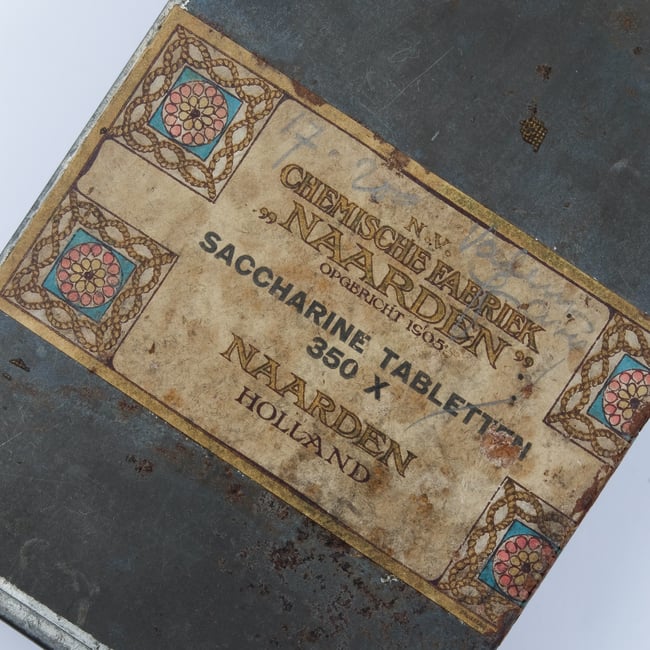 N.V.
CHEMISCHE FABRIEK
„NAARDEN”
OPGERICHT 1905.
SACCHARINE TABLETTEN
350 X
NAARDEN
HOLLAND